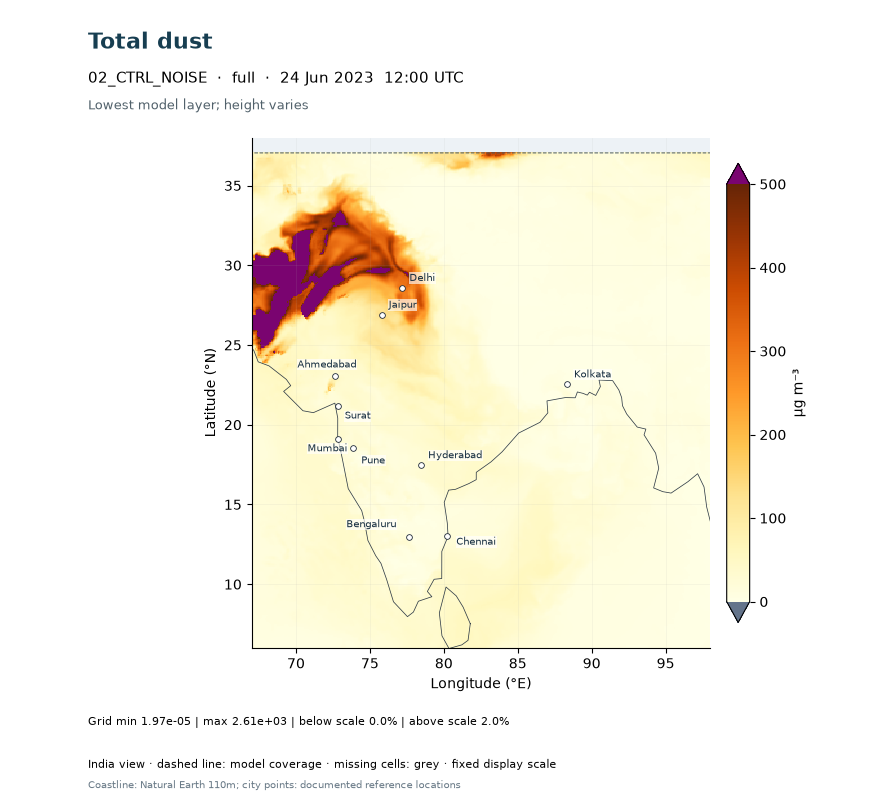 Total dust
02_CTRL_NOISE · full · 24 Jun 2023 12:00 UTC
Lowest model layer; height varies
35
30
25
20
15
10
Latitude (°N)
Delhi
Jaipur
Ahmedabad
Surat
Mumbai
Pune
Hyderabad
Kolkata
Bengaluru
Chennai
70
75
80
85
90
95
Longitude (°E)
500
400
300
200
100
0
µg m⁻³
Grid min 1.97e-05 | max 2.61e+03 | below scale 0.0% | above scale 2.0%
India view · dashed line: model coverage · missing cells: grey · fixed display scale
Coastline: Natural Earth 110m; city points: documented reference locations